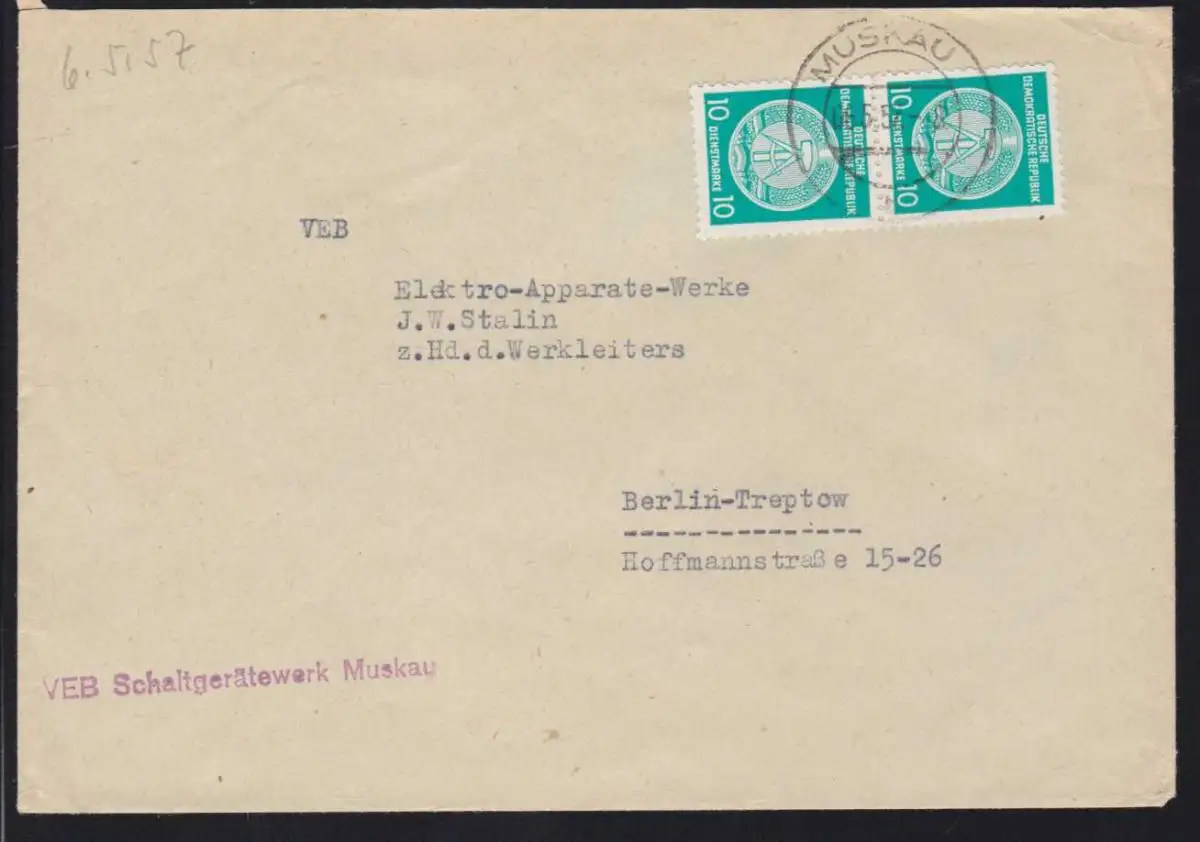 6.5.57
MUSKAU
10 DIENSTMARKE 10
DEUTSCHE
DEMOKRATISCHE REPUBLIK
10 DIENSTMARKE 10
DEUTSCHE
DEMOKRATISCHE REPUBLIK
VEB
Elektro-Apparate-Werke
J.W.Stalin
z.Hd.d.Werkleiters
Berlin-Treptow
---------------
Hoffmannstraße 15-26
VEB Schaltgerätewerk Muskau